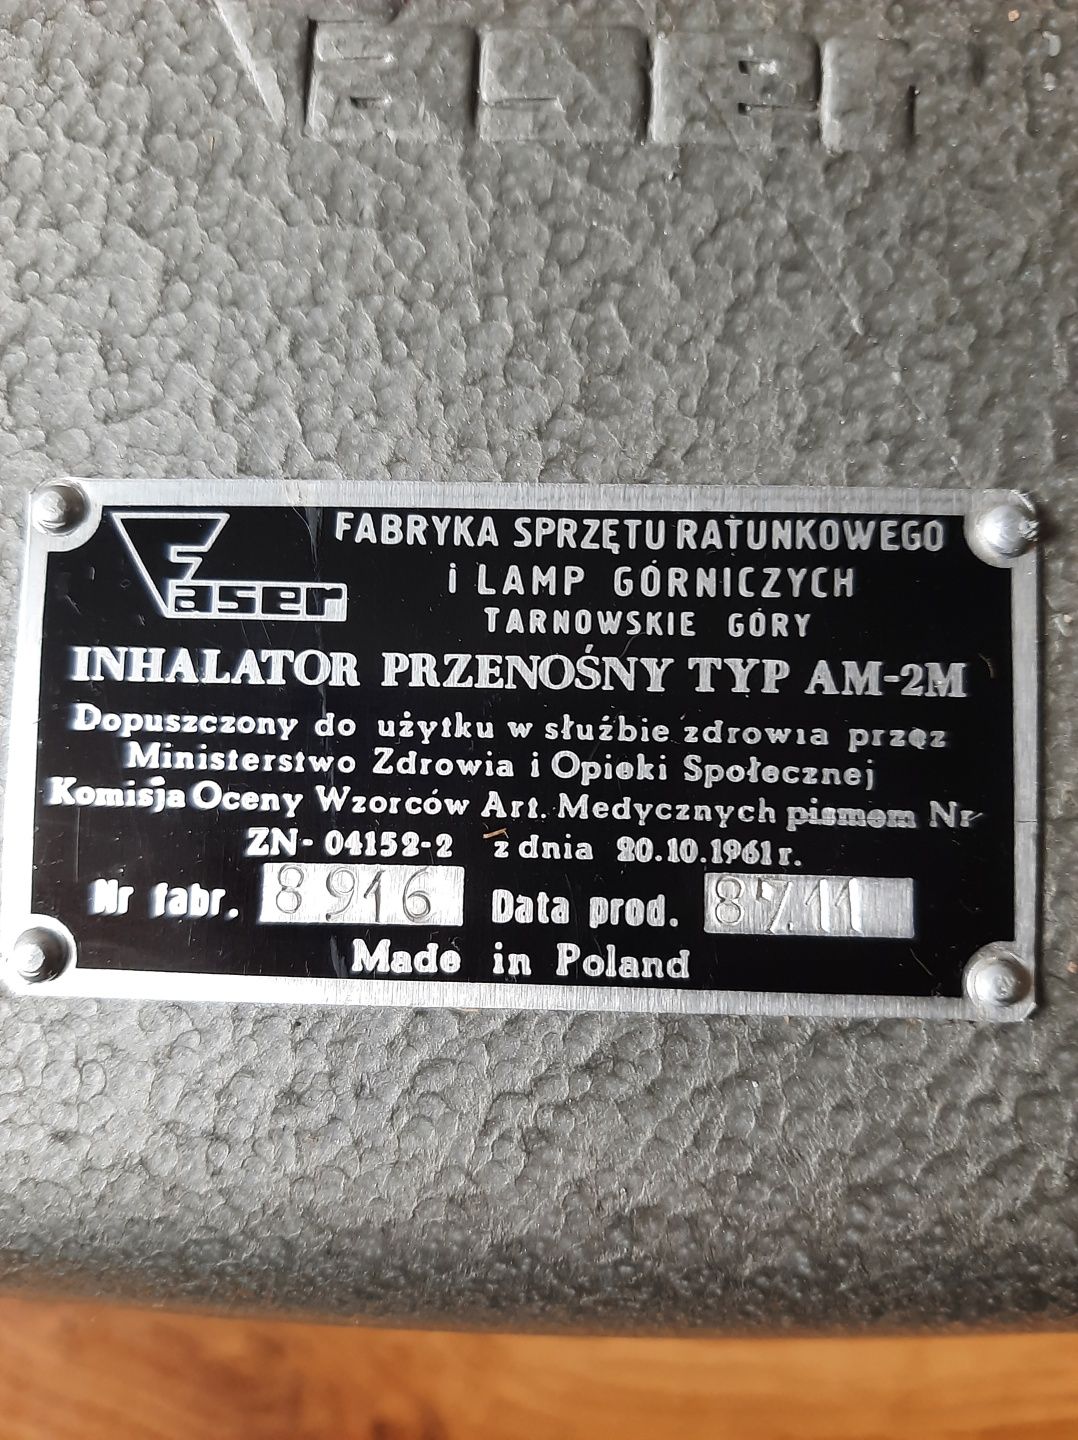 Faser
FABRYKA SPRZĘTU RATUNKOWEGO
i LAMP GÓRNICZYCH
TARNOWSKIE GÓRY
INHALATOR PRZENOŚNY TYP AM-2M
Dopuszczony do użytku w służbie zdrowia przez
Ministerstwo Zdrowia i Opieki Społecznej
Komisja Oceny Wzorców Art. Medycznych pismem Nr
ZN-04152-2 z dnia 20.10.1961 r.
Nr fabr. 8916 Data prod. 87.11
Made in Poland